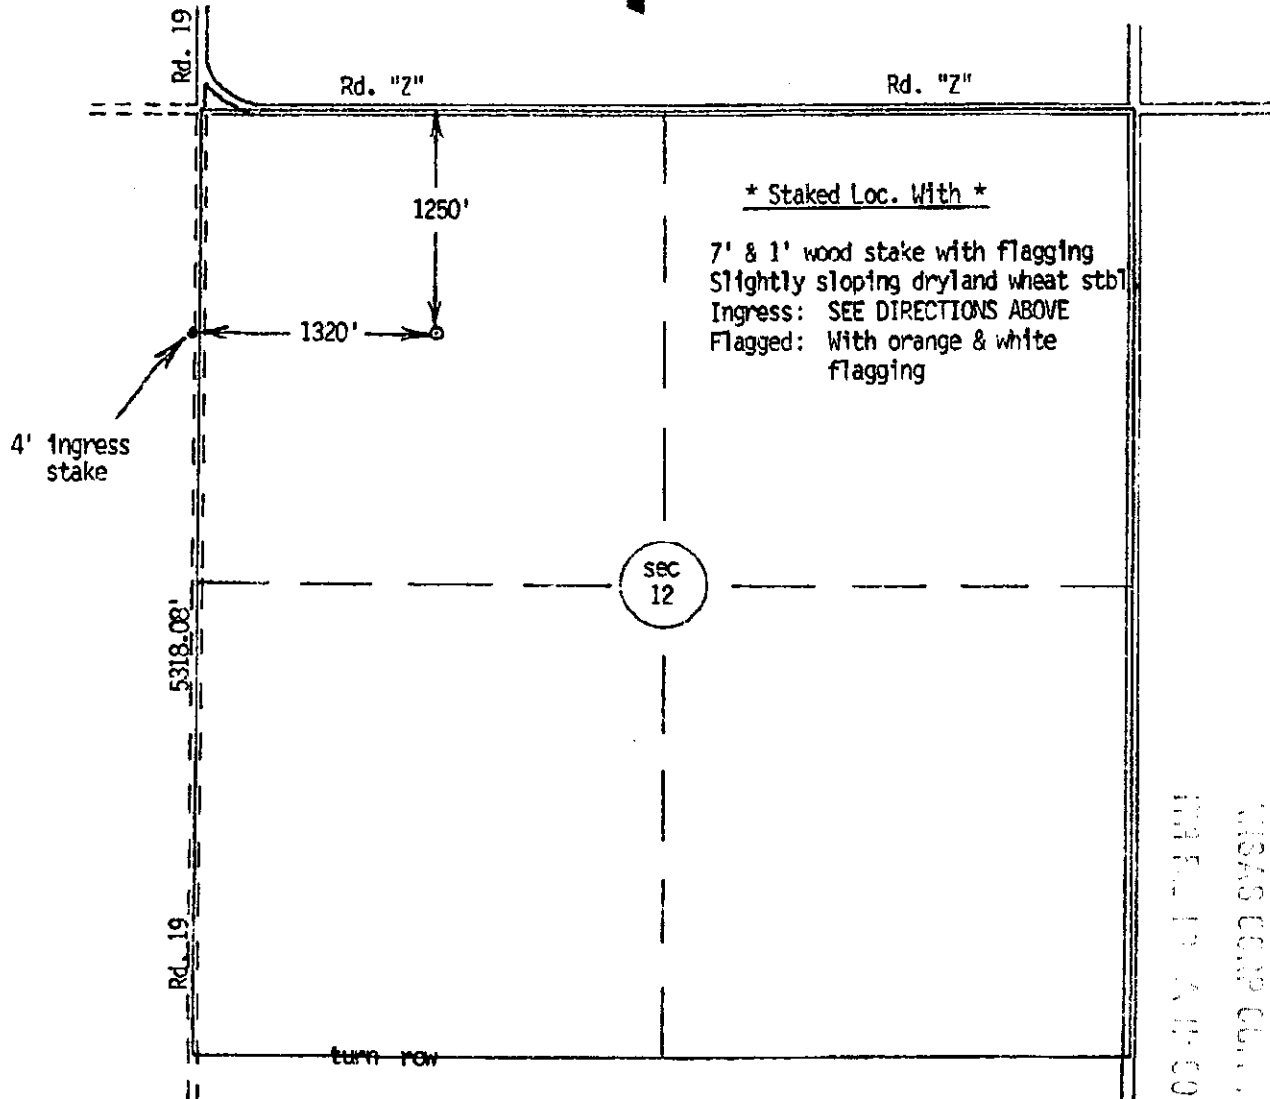 Rd. 19
Rd. "Z"
Rd. "Z"
1250'
* Staked Loc. With *
7' & 1' wood stake with flagging
Slightly sloping dryland wheat stbl
Ingress: SEE DIRECTIONS ABOVE
Flagged: With orange & white
flagging
1320'
4' ingress
stake
sec
12
5318.08'
Rd. 19
turn row